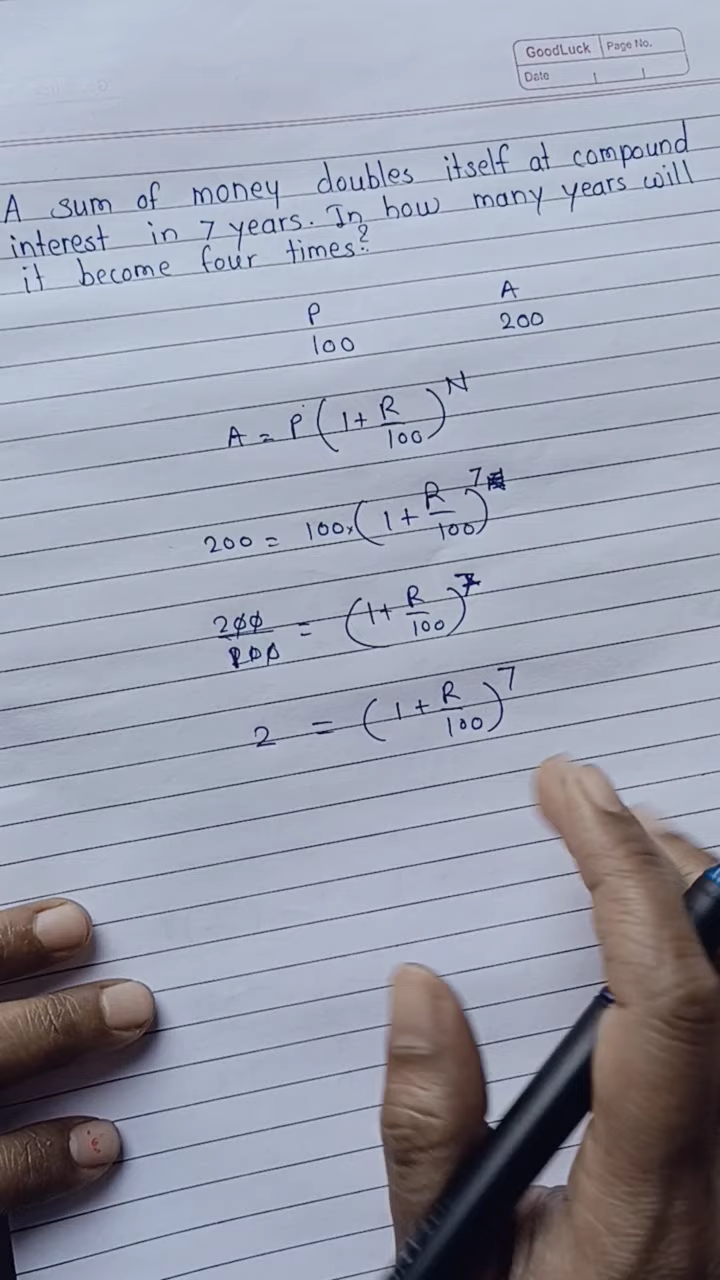 GoodLuck Page No.
Date
A sum of money doubles itself at compound
interest in 7 years. In how many years will
it become four times?
P A
100 200
A = P (1 + R/100)^N
200 = 100 x (1 + R/100)^7
200/100 = (1 + R/100)^7
2 = (1 + R/100)^7